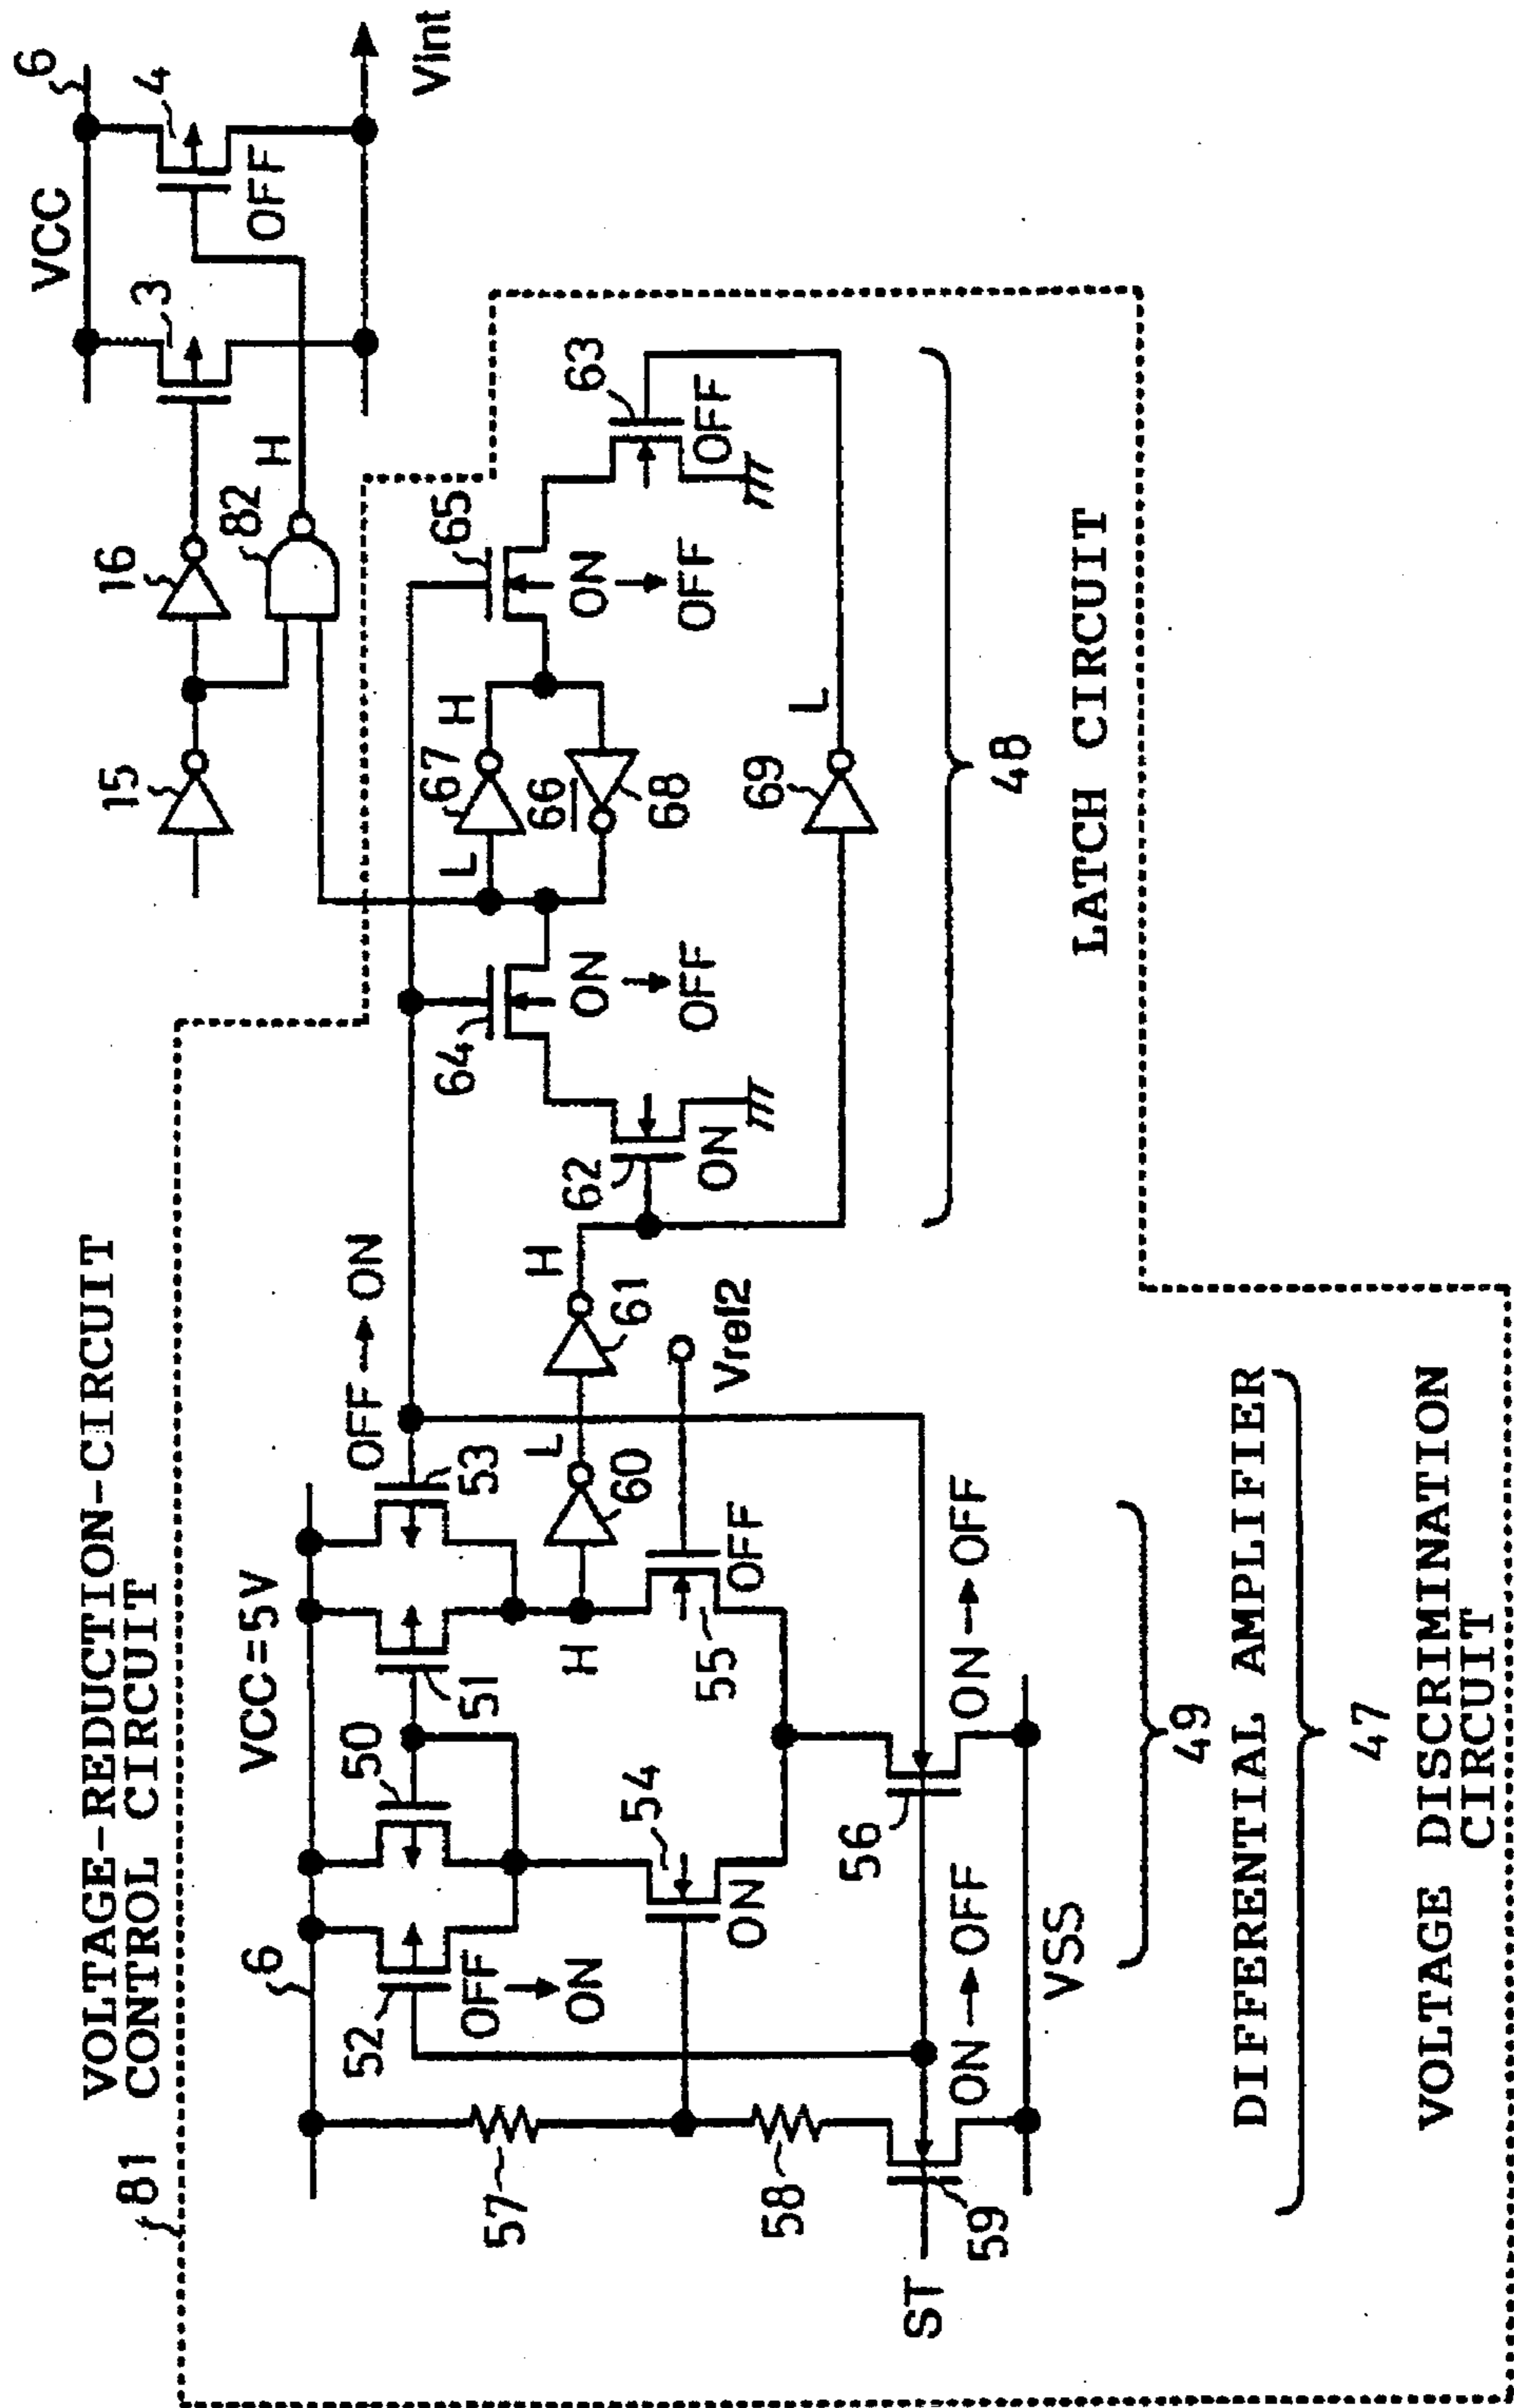 VOLTAGE-REDUCTION-CIRCUIT
81 CONTROL CIRCUIT
VCC
6
3
4
OFF
Vint
15
16
82
H
6
VCC=5V
OFF → ON
52
OFF
→
ON
50
51
53
57
54
ON
H
55
OFF
60
L
61
H
Vref2
58
ST
59
ON → OFF
56
ON → OFF
VSS
62
ON
64
ON
→
OFF
L
67
H
66
68
65
ON
→
OFF
63
OFF
69
L
48
LATCH CIRCUIT
49
DIFFERENTIAL AMPLIFIER
47
VOLTAGE DISCRIMINATION
CIRCUIT